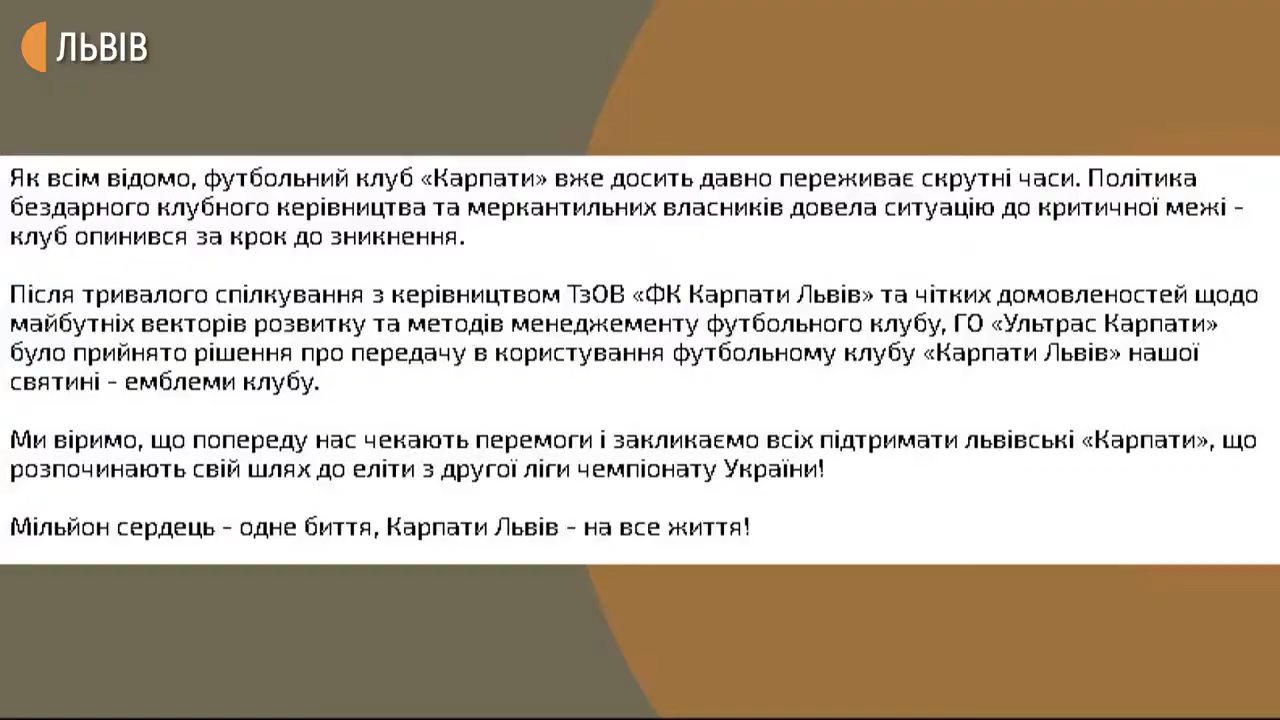 ЛЬВІВ
Як всім відомо, футбольний клуб «Карпати» вже досить давно переживає скрутні часи. Політика
бездарного клубного керівництва та меркантильних власників довела ситуацію до критичної межі -
клуб опинився за крок до зникнення.
Після тривалого спілкування з керівництвом ТзОВ «ФК Карпати Львів» та чітких домовленостей щодо
майбутніх векторів розвитку та методів менеджементу футбольного клубу, ГО «Ультрас Карпати»
було прийнято рішення про передачу в користування футбольному клубу «Карпати Львів» нашої
святині - емблеми клубу.
Ми віримо, що попереду нас чекають перемоги і закликаємо всіх підтримати львівські «Карпати», що
розпочинають свій шлях до еліти з другої ліги чемпіонату України!
Мільйон сердець - одне биття, Карпати Львів - на все життя!